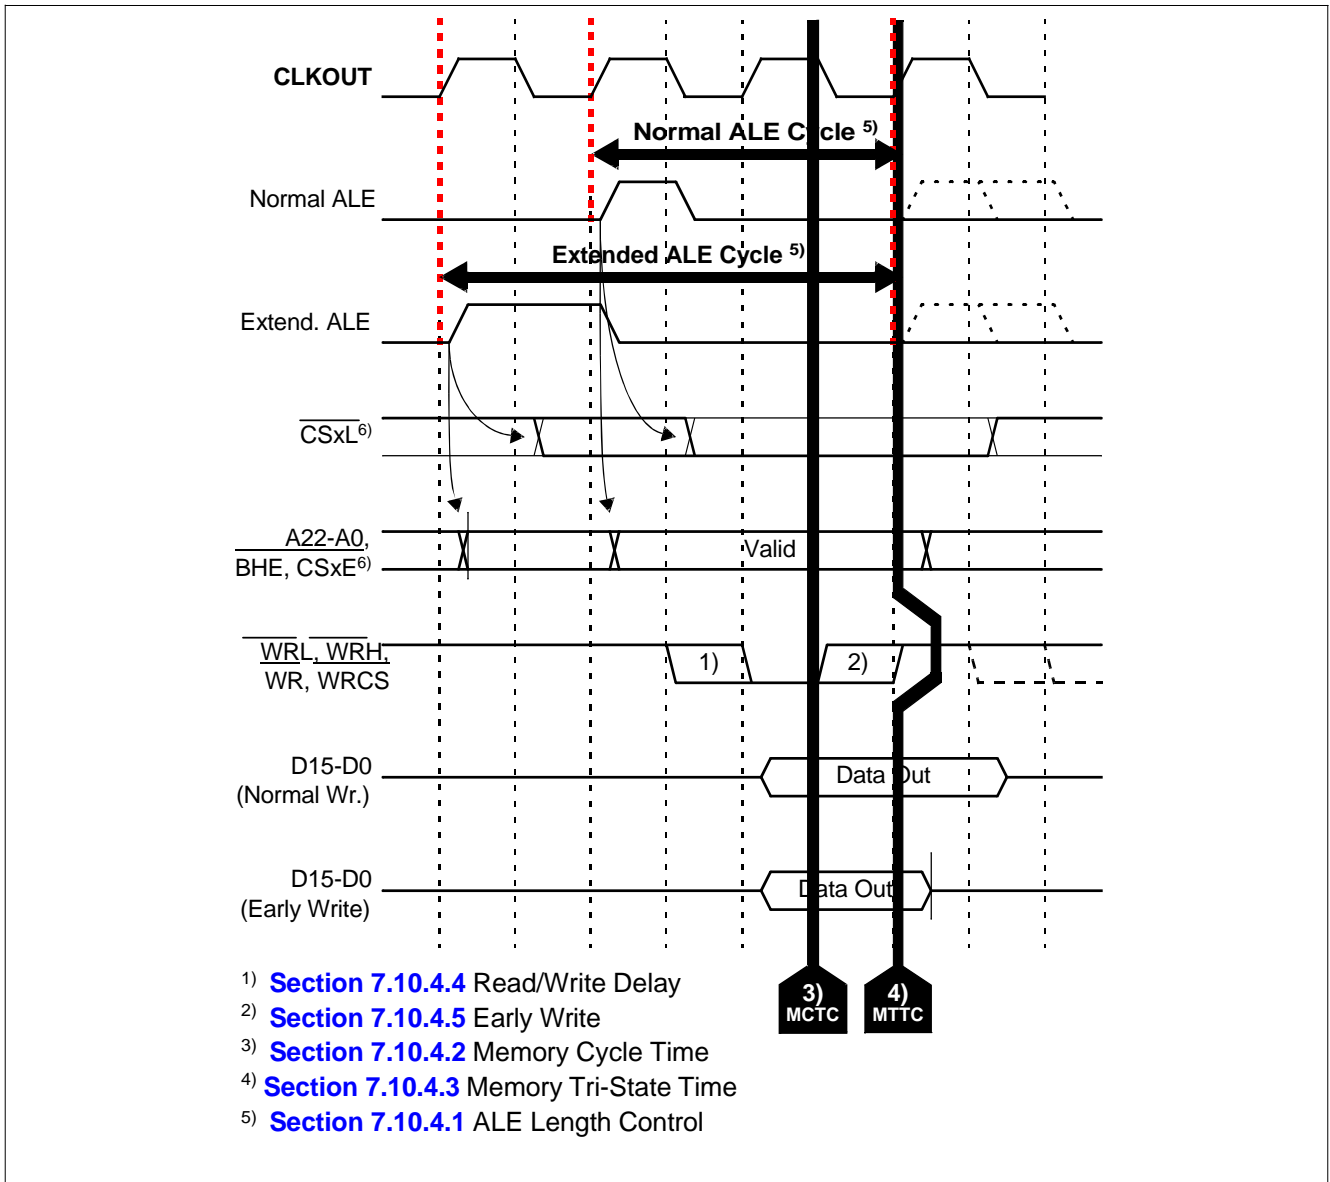 CLKOUT
Normal ALE Cycle 5)
Normal ALE
Extended ALE Cycle 5)
Extend. ALE
CSxL6)
A22-A0,
BHE, CSxE6)
Valid
WRL, WRH,
WR, WRCS
1)
2)
D15-D0
(Normal Wr.)
Data Out
D15-D0
(Early Write)
Data Out
3)
MCTC
4)
MTTC
1) Section 7.10.4.4 Read/Write Delay
2) Section 7.10.4.5 Early Write
3) Section 7.10.4.2 Memory Cycle Time
4) Section 7.10.4.3 Memory Tri-State Time
5) Section 7.10.4.1 ALE Length Control